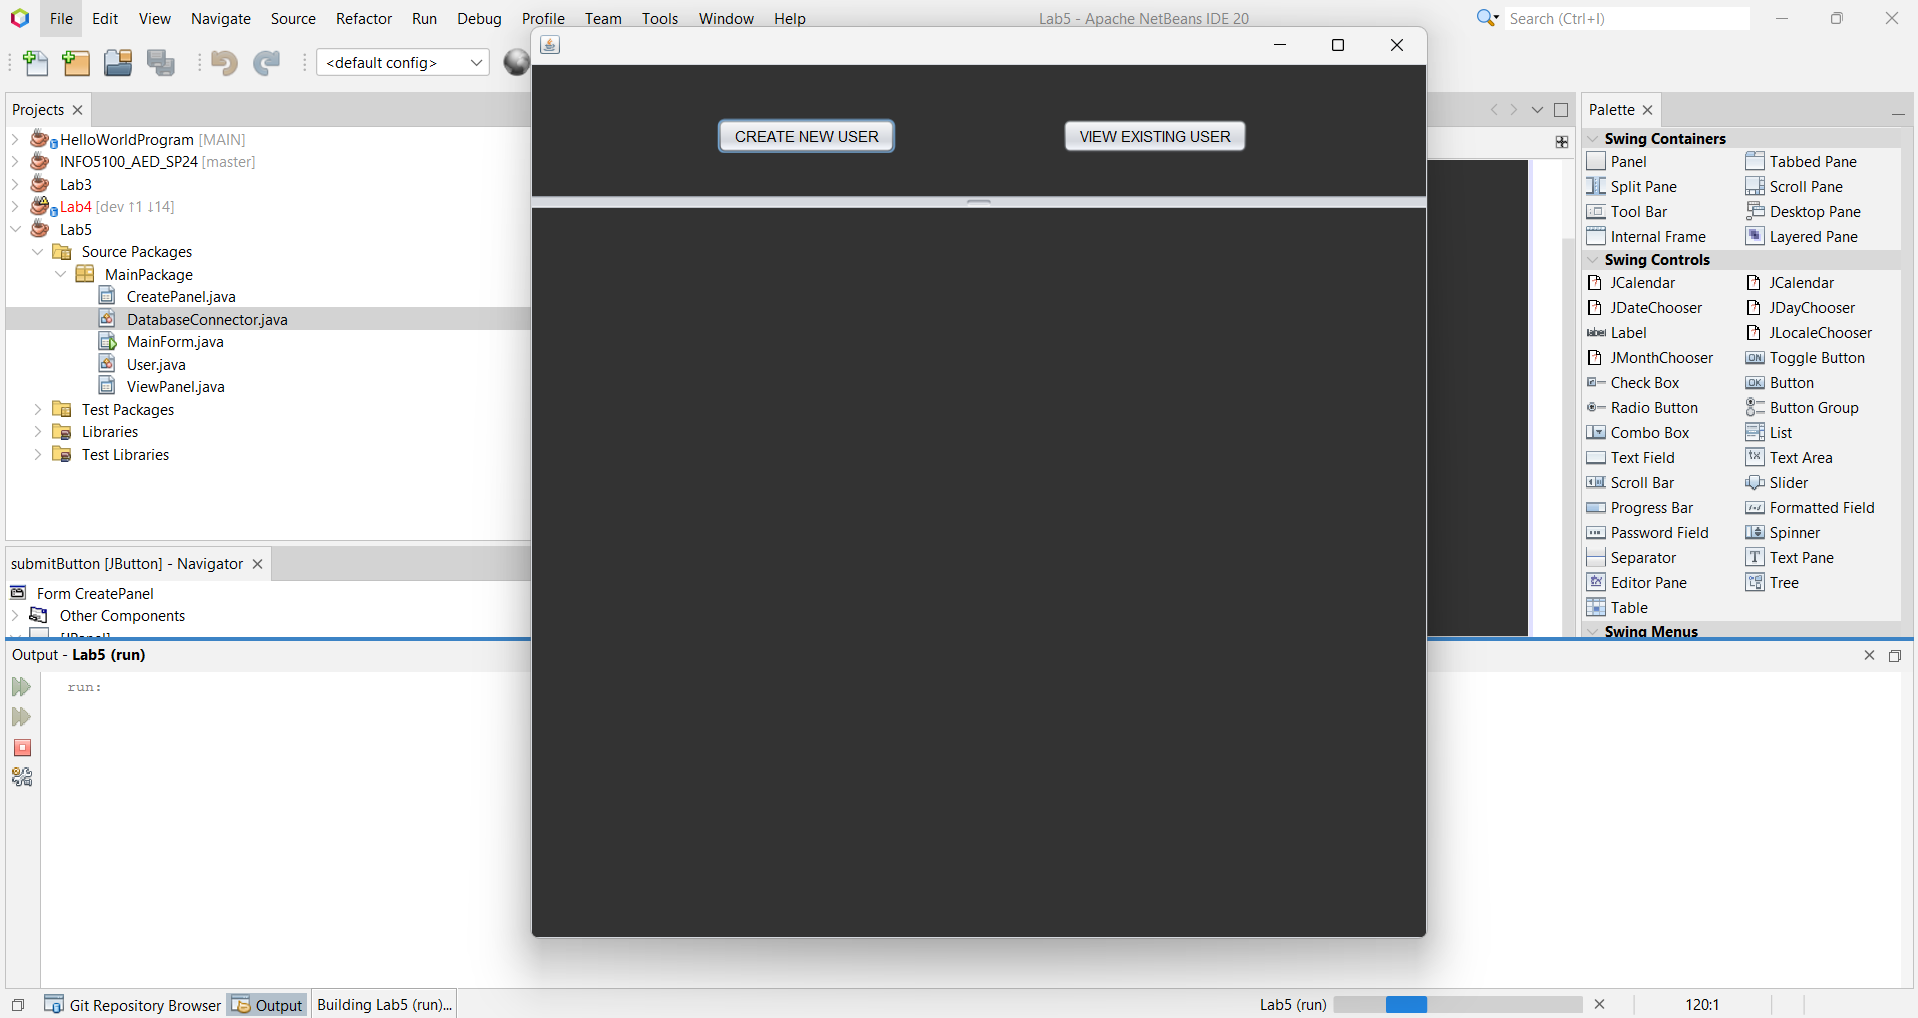 File Edit View Navigate Source Refactor Run Debug Profile Team Tools Window Help
Lab5 - Apache NetBeans IDE 20
Search (Ctrl+I)
<default config>
Projects
HelloWorldProgram [MAIN]
INFO5100_AED_SP24 [master]
Lab3
Lab4 [dev ↑1 ↓14]
Lab5
Source Packages
MainPackage
CreatePanel.java
DatabaseConnector.java
MainForm.java
User.java
ViewPanel.java
Test Packages
Libraries
Test Libraries
submitButton [JButton] - Navigator
Form CreatePanel
Other Components
[JPanel]
CREATE NEW USER
VIEW EXISTING USER
Palette
Swing Containers
Panel Tabbed Pane
Split Pane Scroll Pane
Tool Bar Desktop Pane
Internal Frame Layered Pane
Swing Controls
JCalendar JCalendar
JDateChooser JDayChooser
label Label JLocaleChooser
JMonthChooser ON Toggle Button
Check Box OK Button
Radio Button Button Group
Combo Box List
Text Field Text Area
Scroll Bar Slider
Progress Bar Formatted Field
Password Field Spinner
Separator Text Pane
Editor Pane Tree
Table
Swing Menus
Output - Lab5 (run)
run:
Git Repository Browser Output Building Lab5 (run)...
Lab5 (run)
120:1